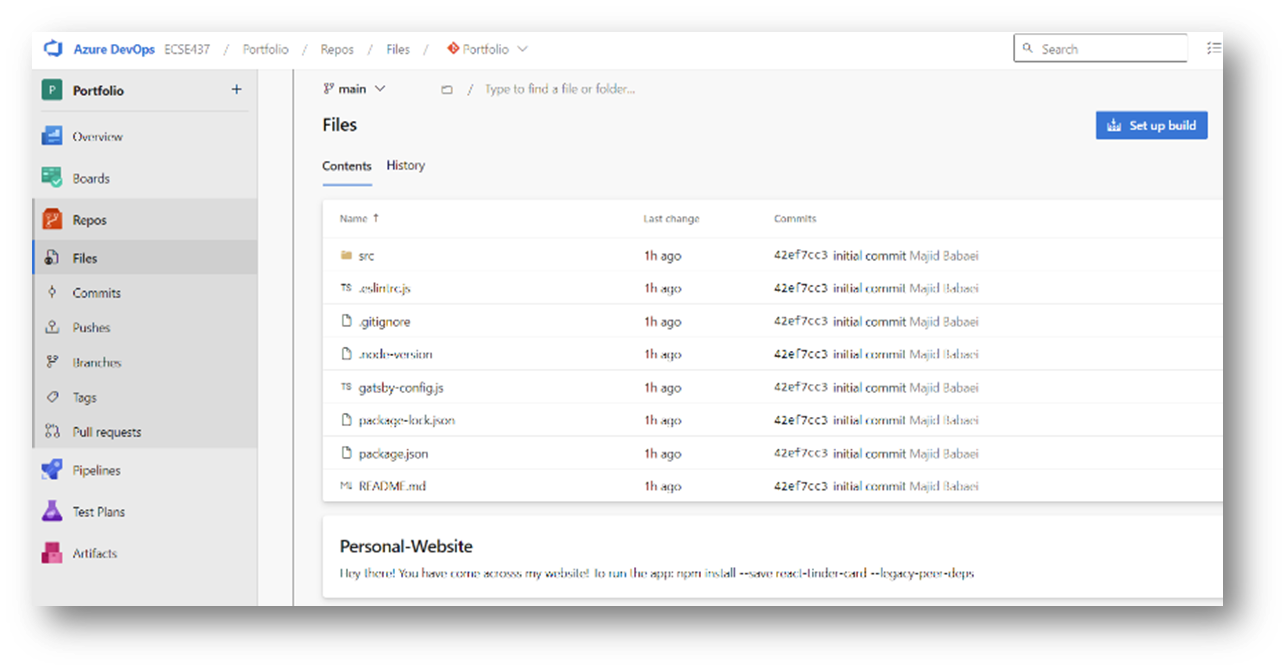 Azure DevOps ECSE437 / Portfolio / Repos / Files / Portfolio
Search
P Portfolio +
Overview
Boards
Repos
Files
Commits
Pushes
Branches
Tags
Pull requests
Pipelines
Test Plans
Artifacts
main / Type to find a file or folder...
Files
Set up build
Contents History
Name ↑ Last change Commits
src 1h ago 42ef7cc3 initial commit Majid Babaei
TS .eslintrc.js 1h ago 42ef7cc3 initial commit Majid Babaei
.gitignore 1h ago 42ef7cc3 initial commit Majid Babaei
.node-version 1h ago 42ef7cc3 initial commit Majid Babaei
TS gatsby-config.js 1h ago 42ef7cc3 initial commit Majid Babaei
package-lock.json 1h ago 42ef7cc3 initial commit Majid Babaei
package.json 1h ago 42ef7cc3 initial commit Majid Babaei
M↓ README.md 1h ago 42ef7cc3 initial commit Majid Babaei
Personal-Website
Hey there! You have come acrosss my website! To run the app: npm install --save react-tinder-card --legacy-peer-deps